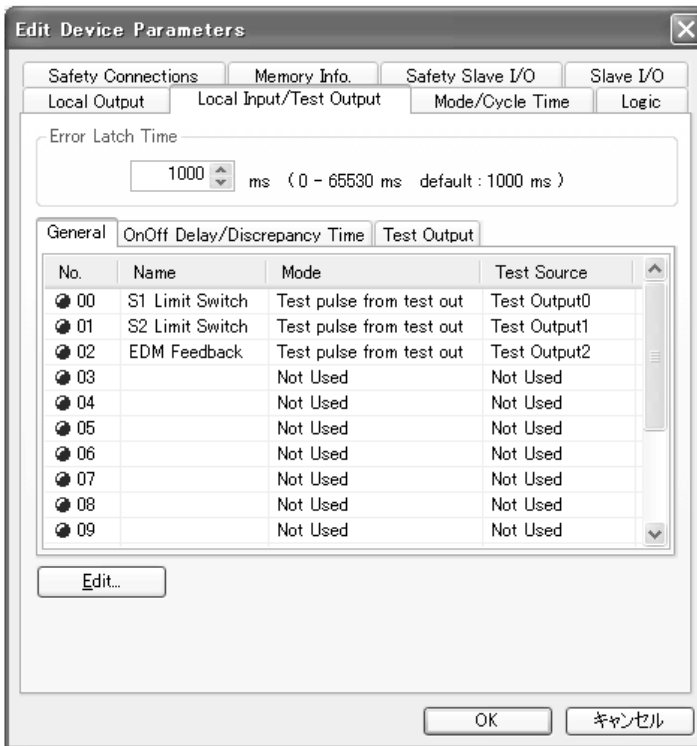 Edit Device Parameters
Safety Connections Memory Info. Safety Slave I/O Slave I/O
Local Output Local Input/Test Output Mode/Cycle Time Logic
Error Latch Time
1000 ms ( 0 - 65530 ms default : 1000 ms )
General OnOff Delay/Discrepancy Time Test Output
No. Name Mode Test Source
00 S1 Limit Switch Test pulse from test out Test Output0
01 S2 Limit Switch Test pulse from test out Test Output1
02 EDM Feedback Test pulse from test out Test Output2
03 Not Used Not Used
04 Not Used Not Used
05 Not Used Not Used
06 Not Used Not Used
07 Not Used Not Used
08 Not Used Not Used
09 Not Used Not Used
Edit...
OK キャンセル